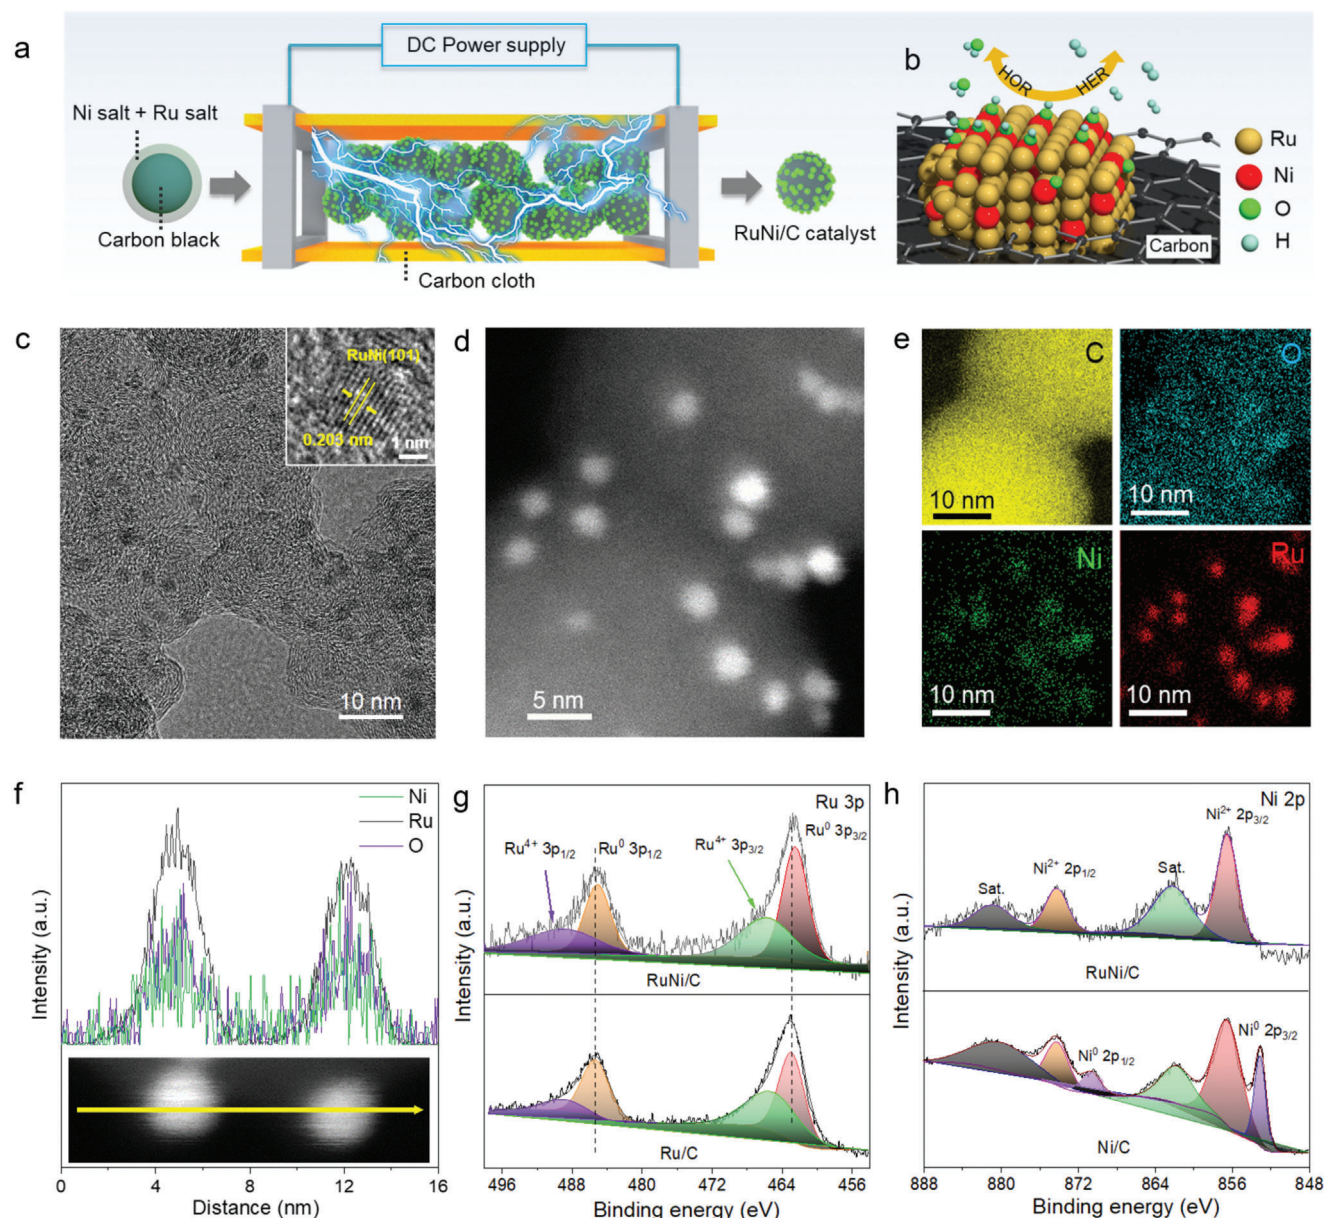 a
DC Power supply
Ni salt + Ru salt
Carbon black
Carbon cloth
RuNi/C catalyst
b
HOR
HER
Ru
Ni
O
H
Carbon
c
RuNi(101)
0.203 nm
1 nm
10 nm
d
5 nm
e
C
10 nm
O
10 nm
Ni
10 nm
Ru
10 nm
f
Ni
Ru
O
Intensity (a.u.)
0 4 8 12 16
Distance (nm)
g
Ru 3p
Ru⁴⁺ 3p₁/₂
Ru⁰ 3p₁/₂
Ru⁴⁺ 3p₃/₂
Ru⁰ 3p₃/₂
RuNi/C
Ru/C
Intensity (a.u.)
496 488 480 472 464 456
Binding energy (eV)
h
Ni 2p
Sat.
Ni²⁺ 2p₁/₂
Sat.
Ni²⁺ 2p₃/₂
RuNi/C
Ni⁰ 2p₁/₂
Ni⁰ 2p₃/₂
Ni/C
Intensity (a.u.)
888 880 872 864 856 848
Binding energy (eV)